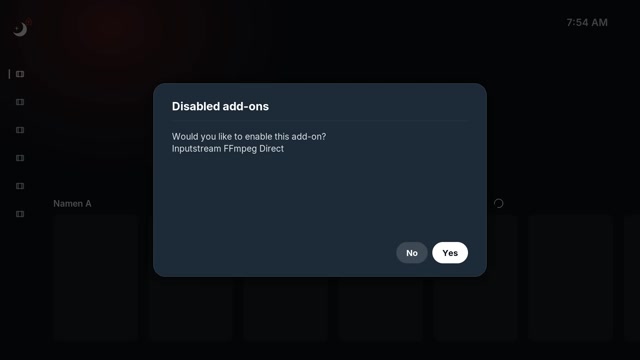 7:54 AM
Disabled add-ons
Would you like to enable this add-on?
Inputstream FFmpeg Direct
Namen A
No
Yes